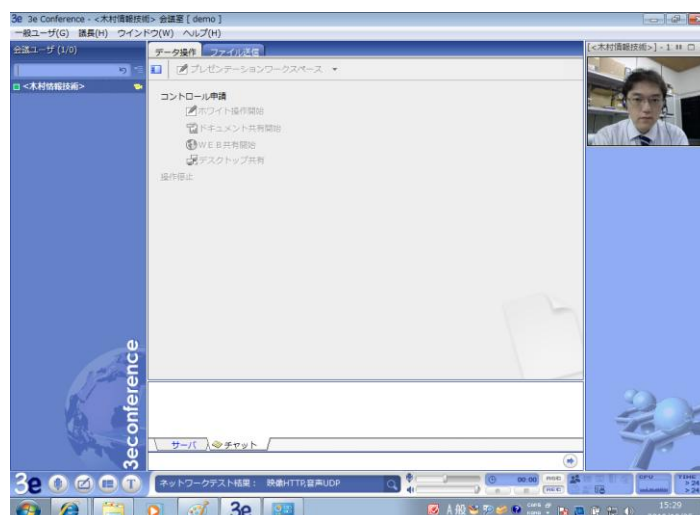 3e Conference - <木村情報技術> 会議室 [ demo ]
一般ユーザ(G) 議長(H) ウインドウ(W) ヘルプ(H)
会議ユーザ (1/0)
<木村情報技術>
データ操作 ファイル送信
プレゼンテーションワークスペース
コントロール申請
ホワイト操作開始
ドキュメント共有開始
WEB共有開始
デスクトップ共有
操作停止
[<木村情報技術>] - 1
3econference
サーバ チャット
3e
ネットワークテスト結果： 映像HTTP,音声UDP
00:00
CPU
TIME
3e
A 般
CAPS
KANA
15:29